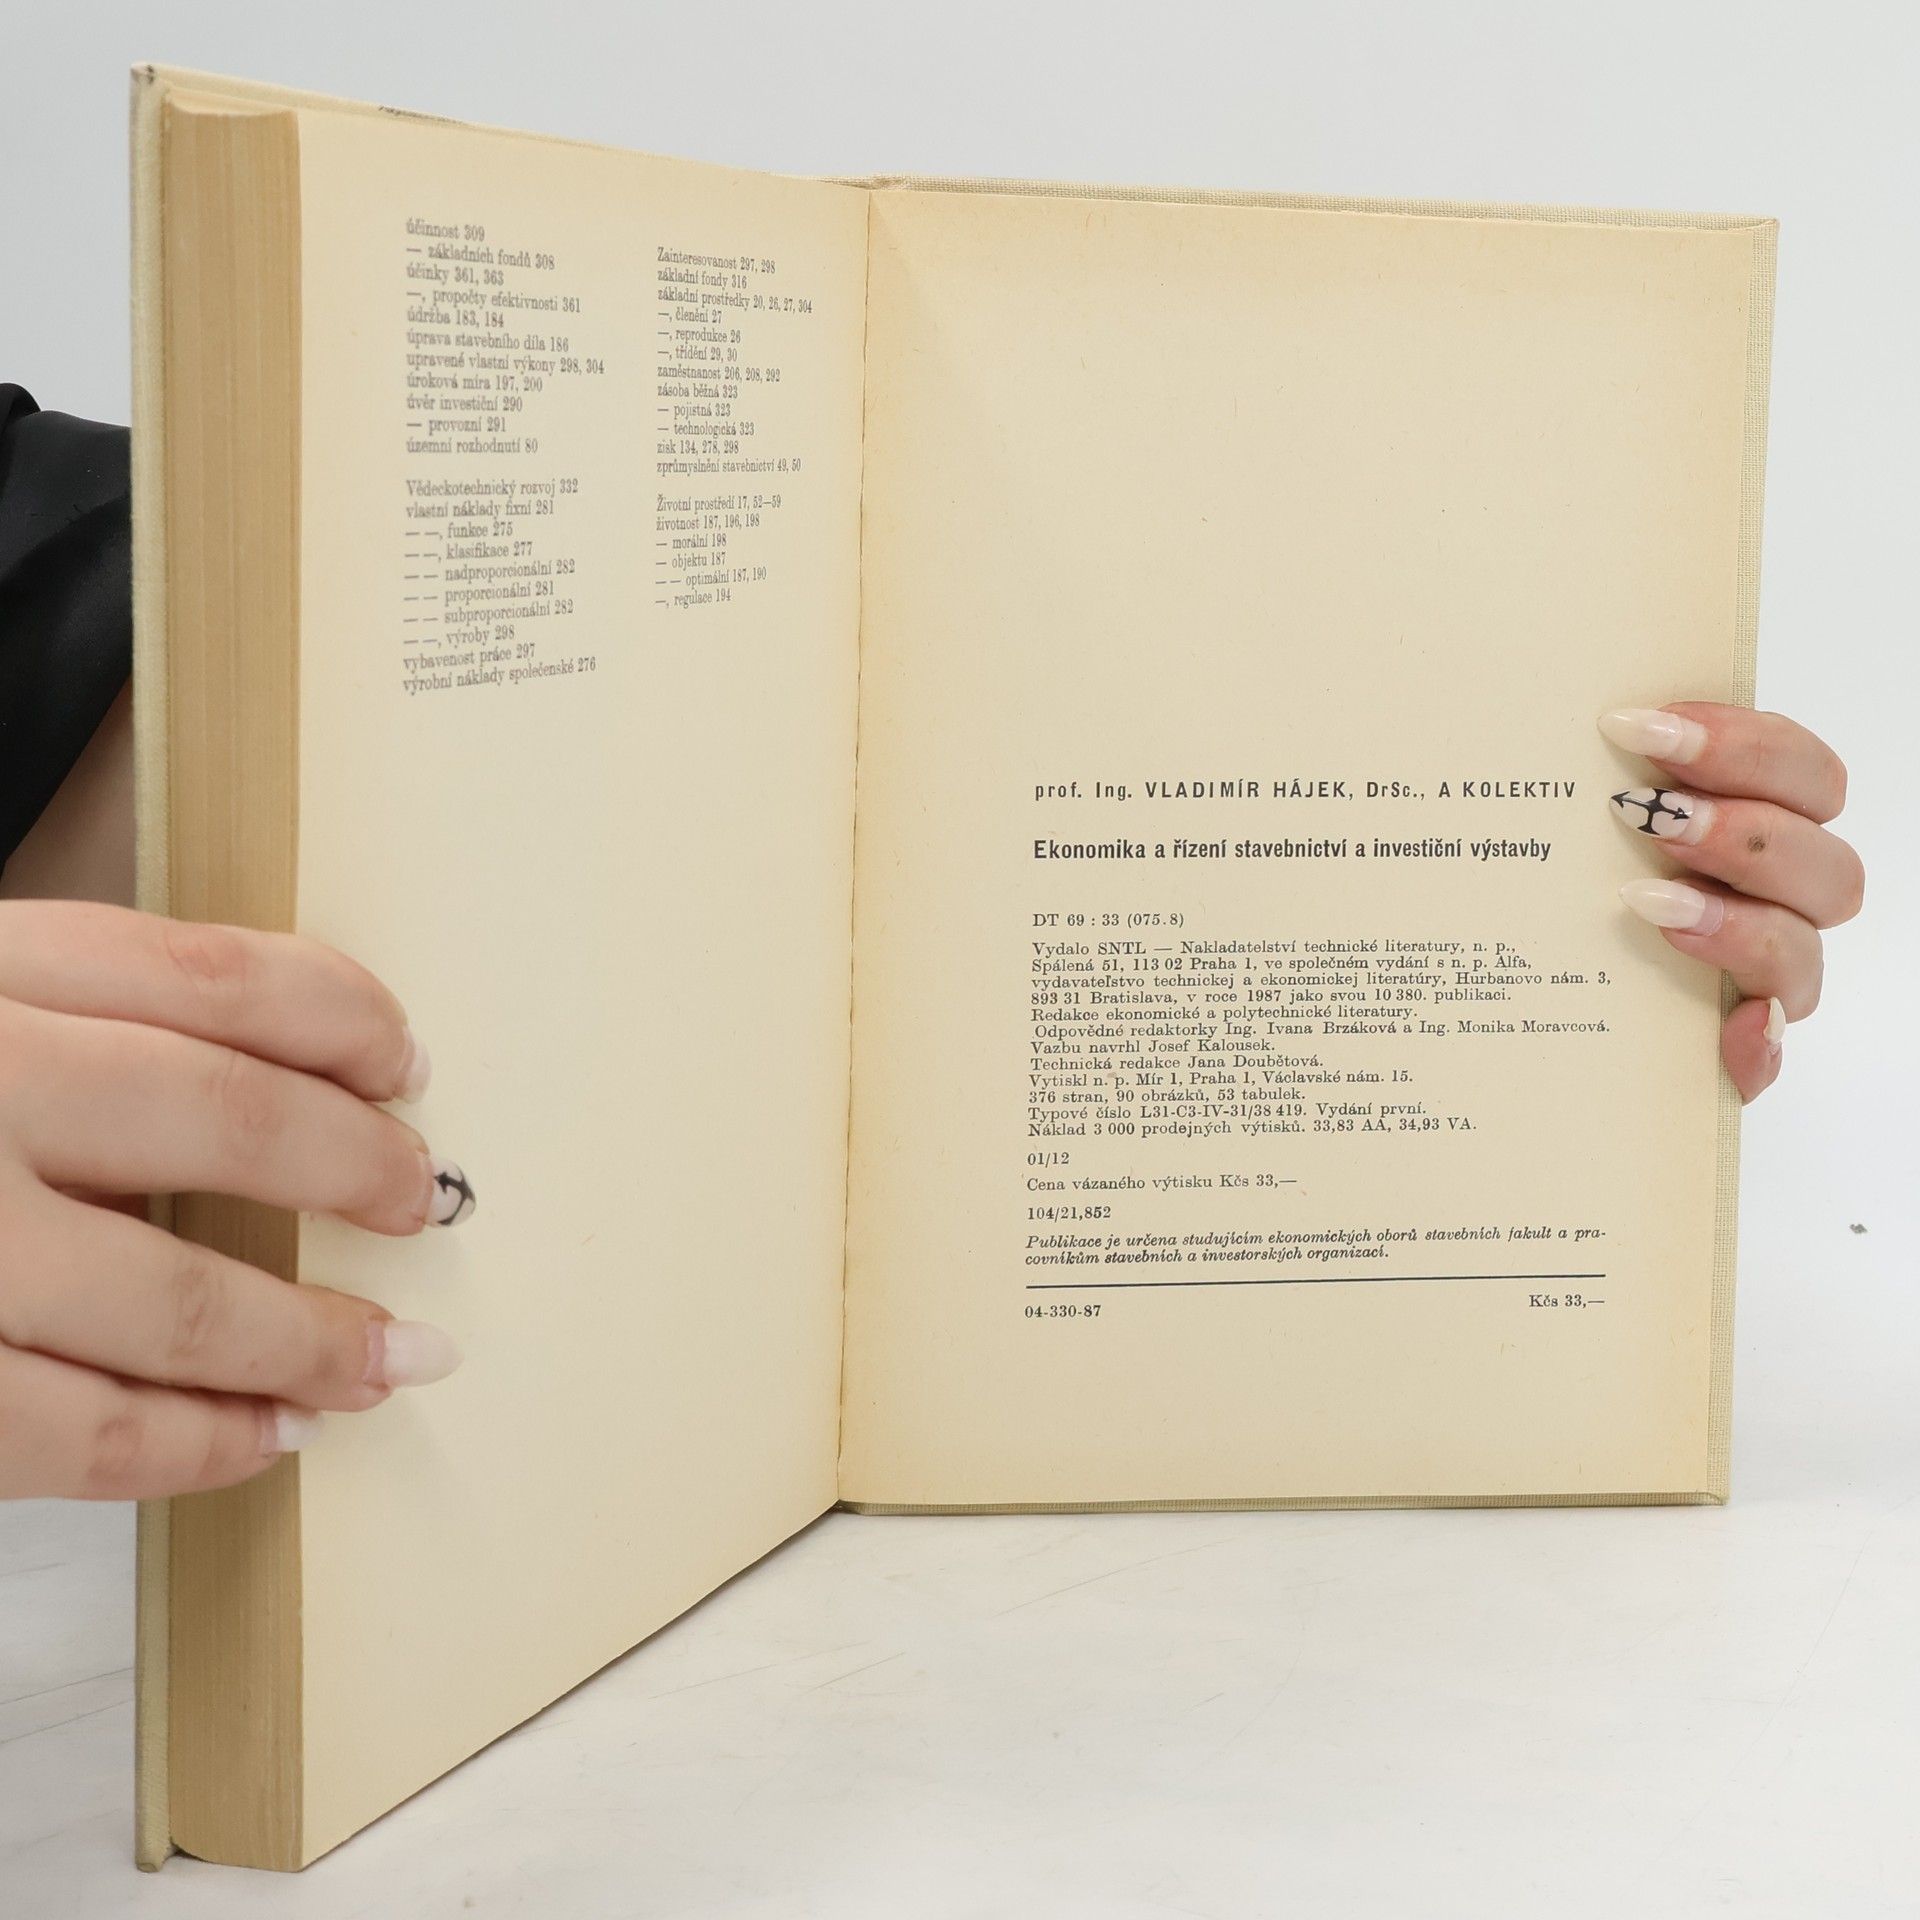 účinnost 309
— základních fondů 308
účinky 361, 363
—, propočty efektivnosti 361
údržba 183, 184
úprava stavebního díla 186
upravené vlastní výkony 298, 304
úroková míra 197, 200
úvěr investiční 290
— provozní 291
územní rozhodnutí 80
Vědeckotechnický rozvoj 332
vlastní náklady fixní 281
— —, funkce 275
— —, klasifikace 277
— — nadproporcionální 282
— — proporcionální 281
— — subproporcionální 282
— —, výroby 298
vybavenost práce 297
výrobní náklady společenské 276
Zainteresovanost 297, 298
základní fondy 316
základní prostředky 20, 26, 27, 304
—, členění 27
—, reprodukce 26
—, třídění 29, 30
zaměstnanost 206, 208, 292
zásoba běžná 323
— pojistná 323
— technologická 323
zisk 134, 278, 298
zprůmyslnění stavebnictví 49, 50
Životní prostředí 17, 52—59
životnost 187, 196, 198
— morální 198
— objektu 187
— — optimální 187, 190
—, regulace 194
prof. Ing. VLADIMÍR HÁJEK, DrSc., A KOLEKTIV
Ekonomika a řízení stavebnictví a investiční výstavby
DT 69 : 33 (075.8)
Vydalo SNTL — Nakladatelství technické literatury, n. p.,
Spálená 51, 113 02 Praha 1, ve společném vydání s n. p. Alfa,
vydavateľstvo technickej a ekonomickej literatúry, Hurbanovo nám. 3,
893 31 Bratislava, v roce 1987 jako svou 10 380. publikaci.
Redakce ekonomické a polytechnické literatury.
Odpovědné redaktorky Ing. Ivana Brzáková a Ing. Monika Moravcová.
Vazbu navrhl Josef Kalousek.
Technická redakce Jana Doubětová.
Vytiskl n. p. Mír 1, Praha 1, Václavské nám. 15.
376 stran, 90 obrázků, 53 tabulek.
Typové číslo L31-C3-IV-31/38 419. Vydání první.
Náklad 3 000 prodejných výtisků. 33,83 AA, 34,93 VA.
01/12
Cena vázaného výtisku Kčs 33,—
104/21,852
Publikace je určena studujícím ekonomických oborů stavebních fakult a pra-
covníkům stavebních a investorských organizací.
04-330-87 Kčs 33,—